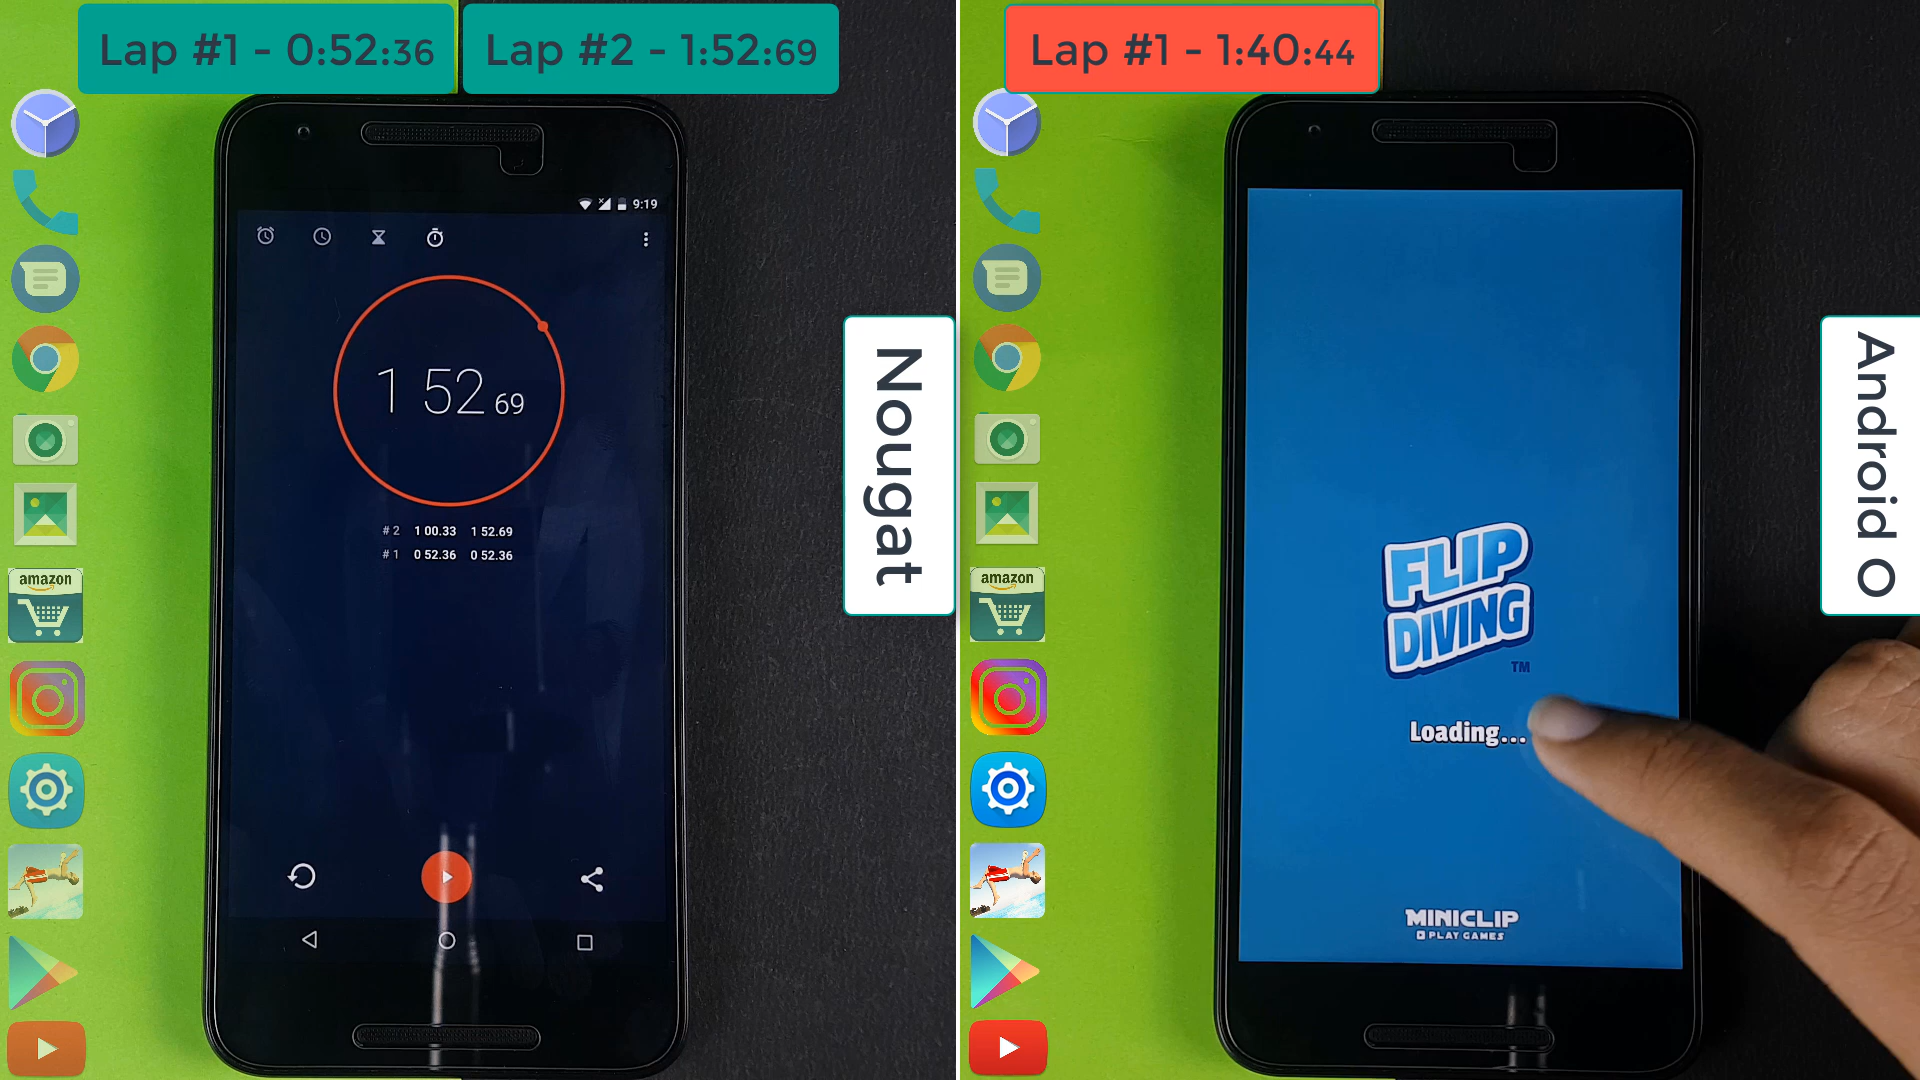 Lap #1 - 0:52:36
Lap #2 - 1:52:69
9:19
1 52 69
# 2 1 00.33 1 52.69
# 1 0 52.36 0 52.36
amazon
Nougat
Lap #1 - 1:40:44
amazon
FLIP
DIVING
TM
Loading...
MINICLIP
PLAY GAMES
Android O